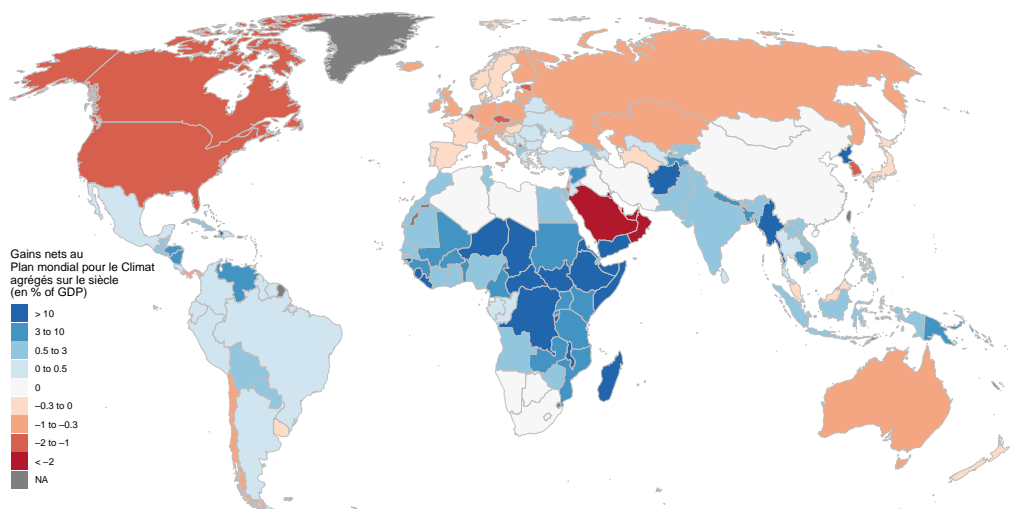 Gains nets au
Plan mondial pour le Climat
agrégés sur le siècle
(en % of GDP)
> 10
3 to 10
0.5 to 3
0 to 0.5
0
–0.3 to 0
–1 to –0.3
–2 to –1
< –2
NA